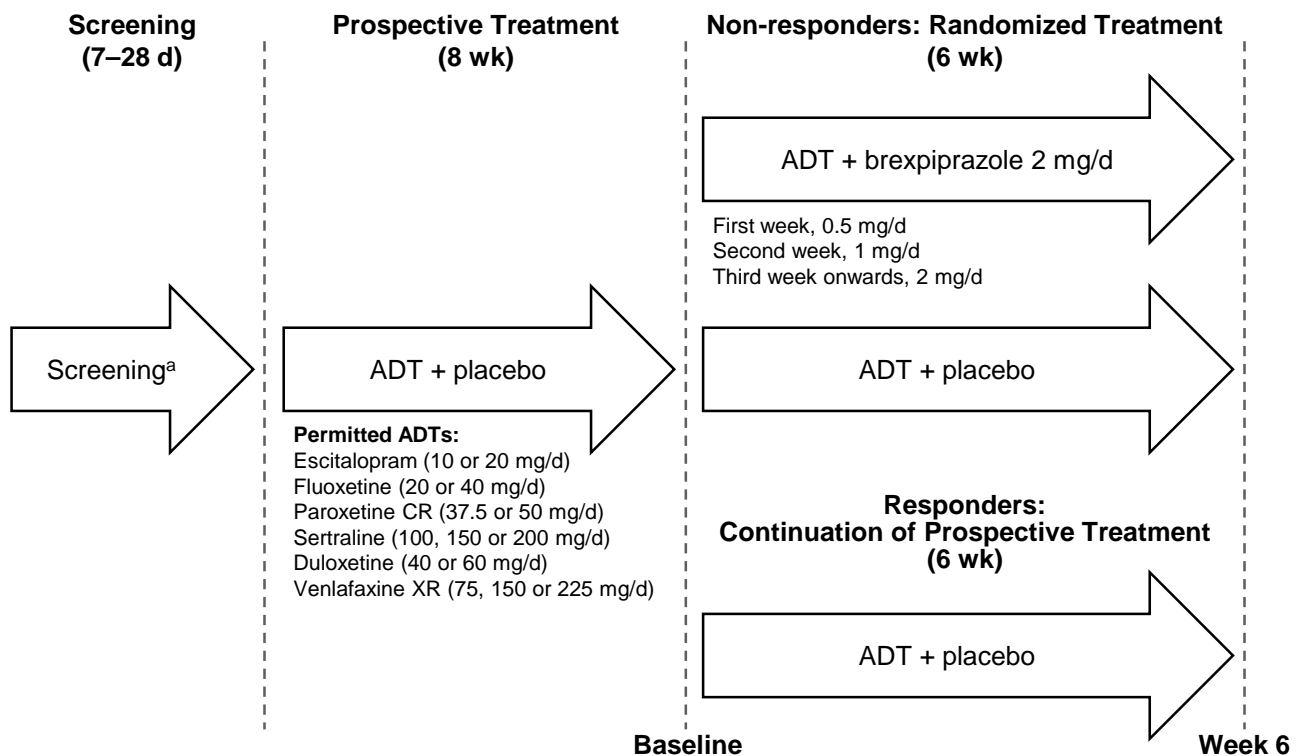 Screening
(7–28 d)
Prospective Treatment
(8 wk)
Non-responders: Randomized Treatment
(6 wk)
ADT + brexpiprazole 2 mg/d
First week, 0.5 mg/d
Second week, 1 mg/d
Third week onwards, 2 mg/d
Screeningᵃ
ADT + placebo
ADT + placebo
Permitted ADTs:
Escitalopram (10 or 20 mg/d)
Fluoxetine (20 or 40 mg/d)
Paroxetine CR (37.5 or 50 mg/d)
Sertraline (100, 150 or 200 mg/d)
Duloxetine (40 or 60 mg/d)
Venlafaxine XR (75, 150 or 225 mg/d)
Responders:
Continuation of Prospective Treatment
(6 wk)
ADT + placebo
Baseline
Week 6